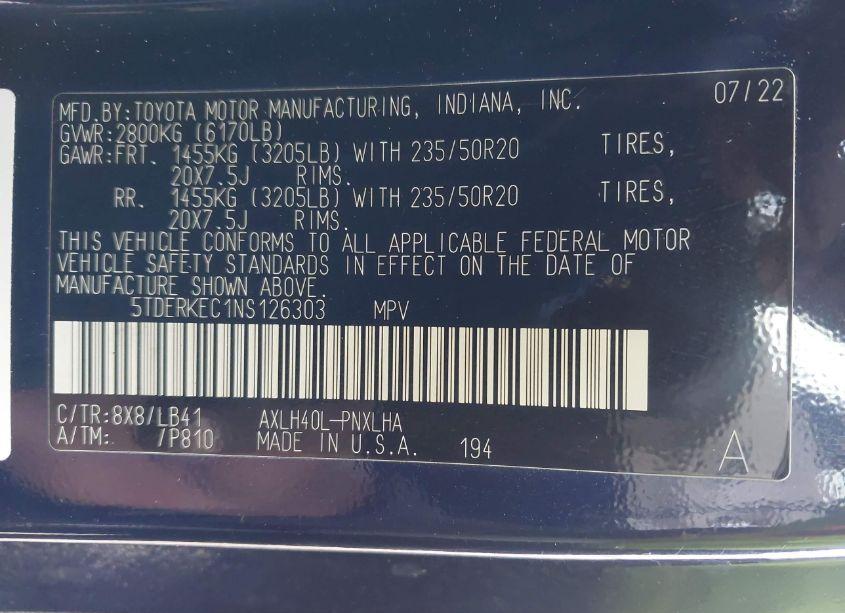 MFD.BY:TOYOTA MOTOR MANUFACTURING, INDIANA, INC. 07/22
GVWR:2800KG (6170LB)
GAWR:FRT. 1455KG (3205LB) WITH 235/50R20 TIRES,
20X7.5J RIMS.
RR. 1455KG (3205LB) WITH 235/50R20 TIRES,
20X7.5J RIMS.
THIS VEHICLE CONFORMS TO ALL APPLICABLE FEDERAL MOTOR
VEHICLE SAFETY STANDARDS IN EFFECT ON THE DATE OF
MANUFACTURE SHOWN ABOVE.
5TDERKEC1NS126303 MPV
C/TR:8X8/LB41 AXLH40L-PNXLHA
A/TM: /P810 MADE IN U.S.A. 194 A